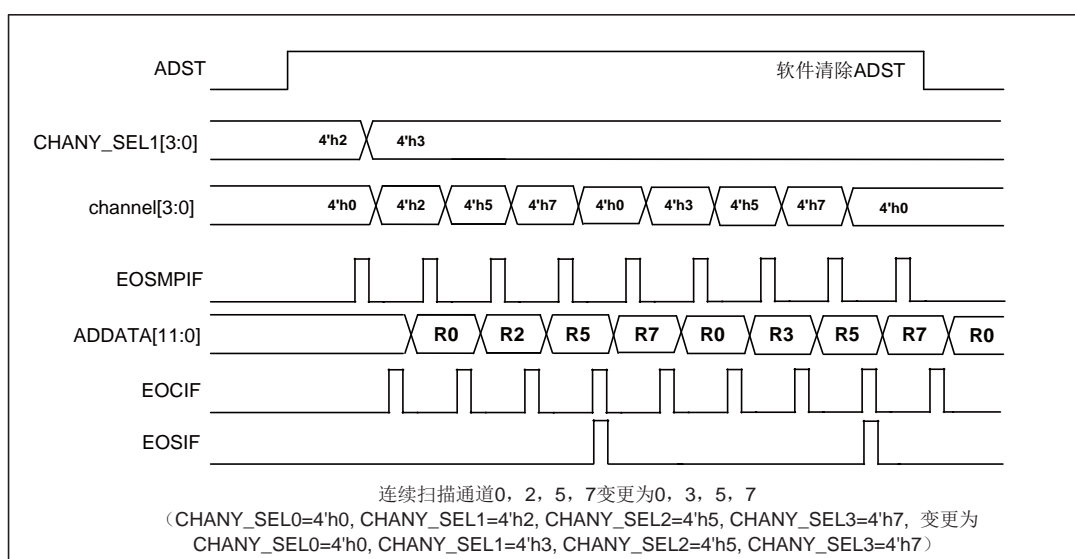 ADST
软件清除ADST
CHANY_SEL1[3:0] 4'h2 4'h3
channel[3:0] 4'h0 4'h2 4'h5 4'h7 4'h0 4'h3 4'h5 4'h7 4'h0
EOSMPIF
ADDATA[11:0] R0 R2 R5 R7 R0 R3 R5 R7 R0
EOCIF
EOSIF
连续扫描通道0，2，5，7变更为0，3，5，7
（CHANY_SEL0=4'h0, CHANY_SEL1=4'h2, CHANY_SEL2=4'h5, CHANY_SEL3=4'h7, 变更为
CHANY_SEL0=4'h0, CHANY_SEL1=4'h3, CHANY_SEL2=4'h5, CHANY_SEL3=4'h7）